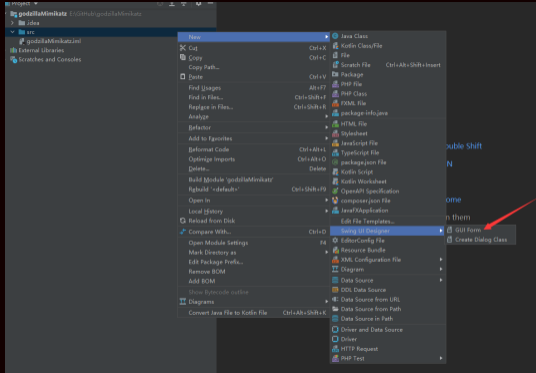 Project
godzillaMimikatz E:\GitHub\godzillaMimikatz
.idea
src
godzillaMimikatz.iml
External Libraries
Scratches and Consoles
New
Cut Ctrl+X
Copy Ctrl+C
Copy Path...
Paste Ctrl+V
Find Usages Alt+F7
Find in Files... Ctrl+Shift+F
Replace in Files... Ctrl+Shift+R
Analyze
Refactor
Add to Favorites
Reformat Code Ctrl+Alt+L
Optimize Imports Ctrl+Alt+O
Delete... Delete
Build Module 'godzillaMimikatz'
Rebuild '<default>' Ctrl+Shift+F9
Open In
Local History
Reload from Disk
Compare With... Ctrl+D
Open Module Settings F4
Mark Directory as
Edit Package Prefix...
Remove BOM
Add BOM
Show Bytecode outline
Diagrams
Convert Java File to Kotlin File Ctrl+Alt+Shift+K
Java Class
Kotlin Class/File
File
Scratch File Ctrl+Alt+Shift+Insert
Package
PHP File
PHP Class
FXML File
package-info.java
HTML File
Stylesheet
JavaScript File
TypeScript File
package.json File
Kotlin Script
Kotlin Worksheet
OpenAPI Specification
composer.json File
JavaFXApplication
Edit File Templates...
Swing UI Designer
EditorConfig File
Resource Bundle
XML Configuration File
Diagram
Data Source
DDL Data Source
Data Source from URL
Data Source from Path
Data Source in Path
Driver and Data Source
Driver
HTTP Request
PHP Test
GUI Form
Create Dialog Class
ouble Shift
N
ome
n them